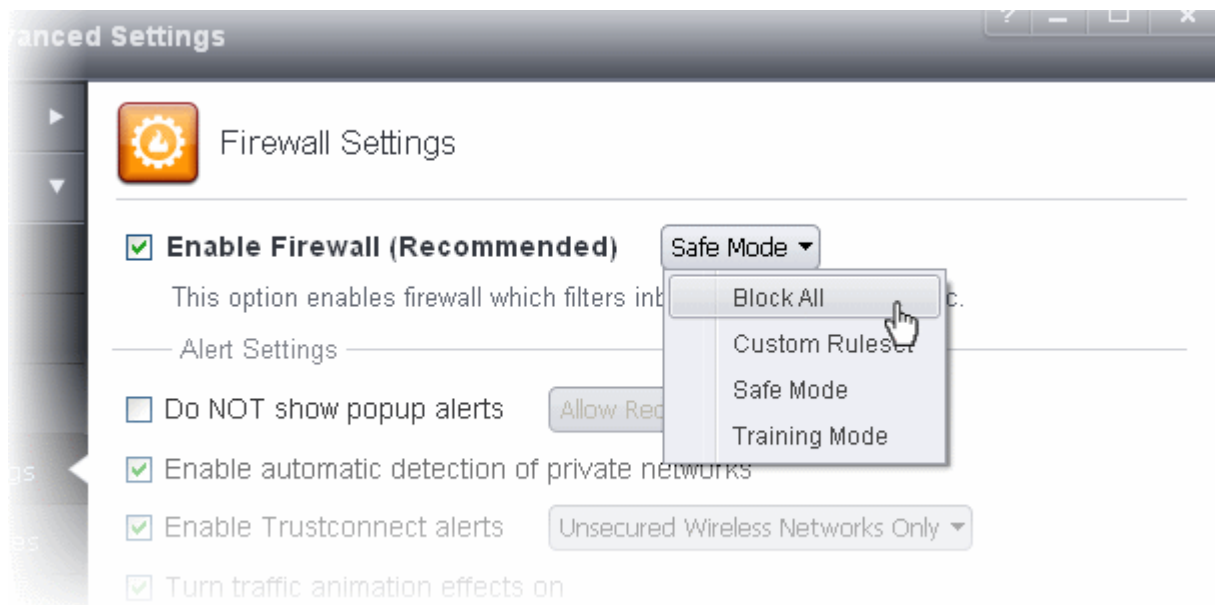 anced Settings
Firewall Settings
Enable Firewall (Recommended)
Safe Mode
This option enables firewall which filters inb
c.
Block All
Custom Ruleset
Safe Mode
Training Mode
Alert Settings
Do NOT show popup alerts
Allow Req
Enable automatic detection of private networks
gs
Enable Trustconnect alerts
Unsecured Wireless Networks Only
es
Turn traffic animation effects on